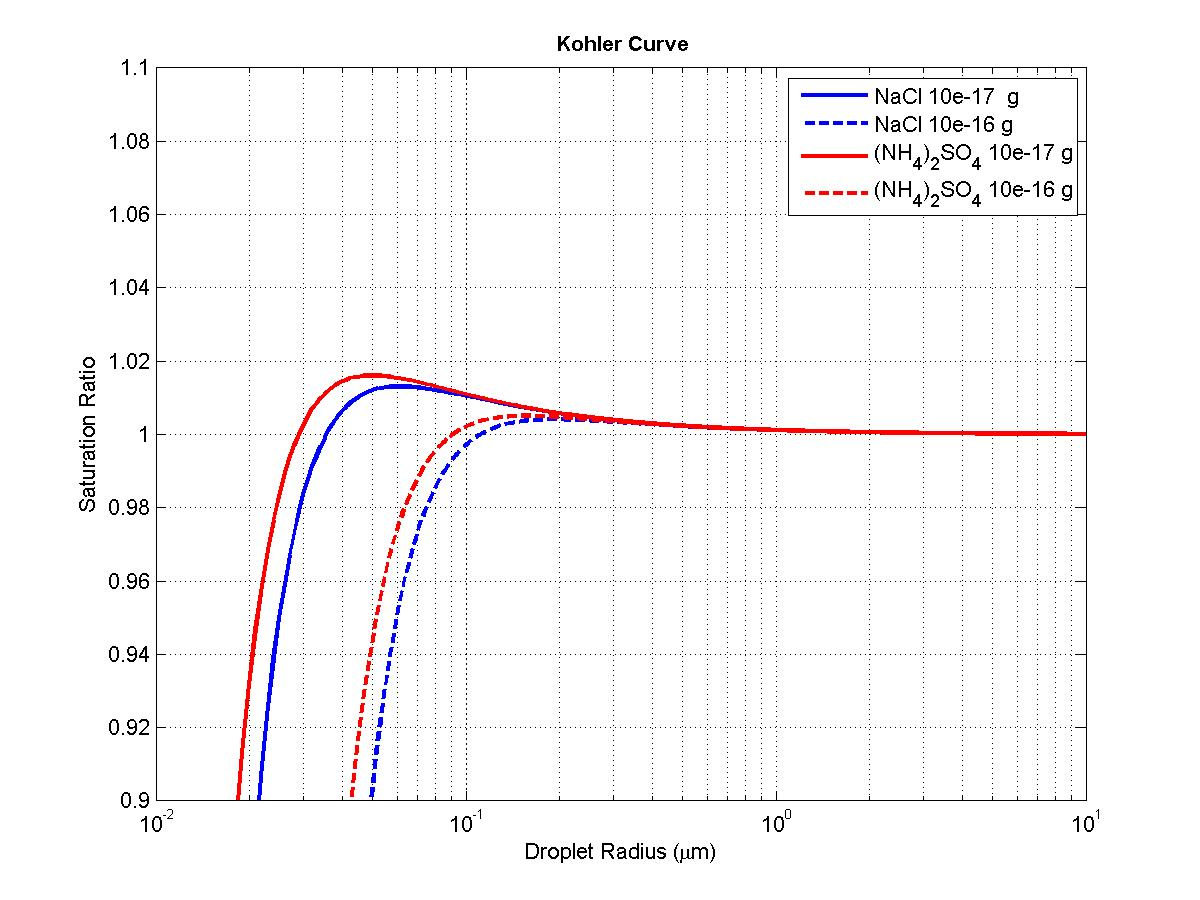 Kohler Curve
NaCl 10e-17 g
NaCl 10e-16 g
(NH4)2SO4 10e-17 g
(NH4)2SO4 10e-16 g
1.1
1.08
1.06
1.04
1.02
1
0.98
0.96
0.94
0.92
0.9
Saturation Ratio
10-2 10-1 100 101
Droplet Radius (μm)